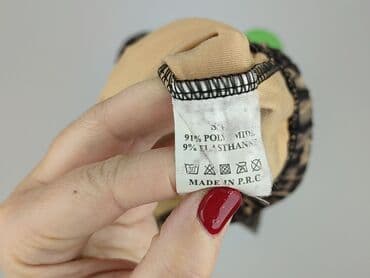 91% POLYAMIDE
9% ELASTHANNE
MADE IN P.R.C